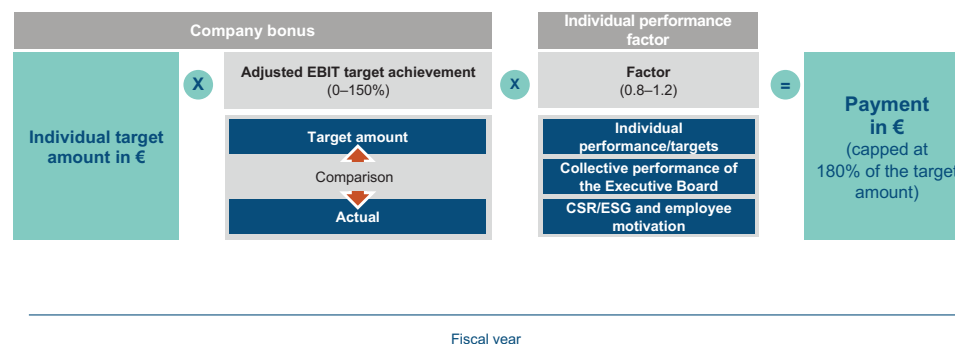 Company bonus
Individual performance
factor
Individual target
amount in €
X
Adjusted EBIT target achievement
(0–150%)
Target amount
Comparison
Actual
X
Factor
(0.8–1.2)
Individual
performance/targets
Collective performance of
the Executive Board
CSR/ESG and employee
motivation
=
Payment
in €
(capped at
180% of the target
amount)
Fiscal year